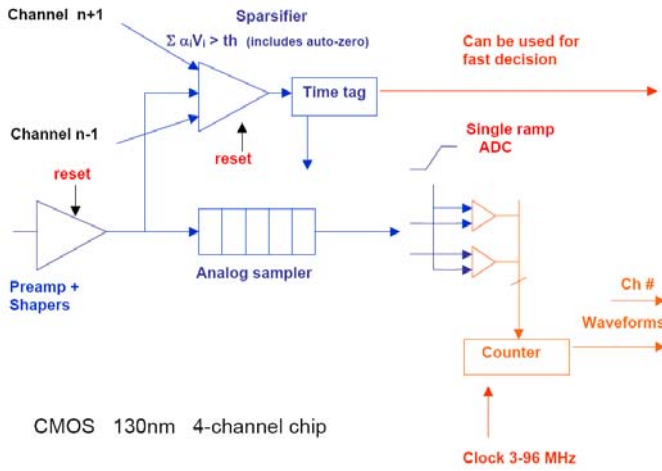 Channel n+1
Sparsifier
Σ αiVi > th (includes auto-zero)
Can be used for
fast decision
Time tag
Channel n-1
reset
reset
Single ramp
ADC
Preamp +
Shapers
Analog sampler
Ch #
Waveforms
Counter
CMOS 130nm 4-channel chip
Clock 3-96 MHz